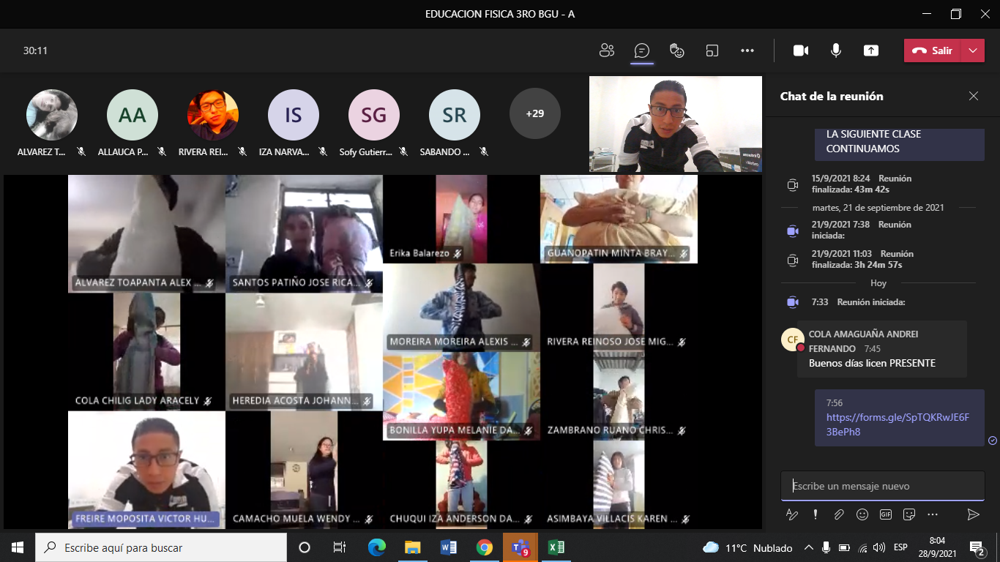 EDUCACION FISICA 3RO BGU - A
30:11
Salir
AA
IS
SG
SR
+29
ALVAREZ T...
ALLAUCA P...
RIVERA REI...
IZA NARVA...
Sofy Gutierr...
SABANDO ...
ALVAREZ TOAPANTA ALEX ...
SANTOS PATIÑO JOSE RICA...
Erika Balarezo
GUANOPATIN MINTA BRAY...
COLA CHILIG LADY ARACELY
HEREDIA ACOSTA JOHANN...
MOREIRA MOREIRA ALEXIS ...
RIVERA REINOSO JOSE MIG...
BONILLA YUPA MELANIE DA...
ZAMBRANO RUANO CHRIS...
FREIRE MOPOSITA VICTOR HU...
CAMACHO MUELA WENDY ...
CHUQUI IZA ANDERSON DA...
ASIMBAYA VILLACIS KAREN ...
Chat de la reunión
LA SIGUIENTE CLASE
CONTINUAMOS
15/9/2021 8:24 Reunión
finalizada: 43m 42s
martes, 21 de septiembre de 2021
21/9/2021 7:38 Reunión
iniciada:
21/9/2021 11:03 Reunión
finalizada: 3h 24m 57s
Hoy
7:33 Reunión iniciada:
CF
COLA AMAGUAÑA ANDREI
FERNANDO 7:45
Buenos días licen PRESENTE
7:56
https://forms.gle/SpTQKRwJE6F
3BePh8
Escribe un mensaje nuevo
GIF
Escribe aquí para buscar
9
11°C Nublado
ESP
8:04
28/9/2021
2